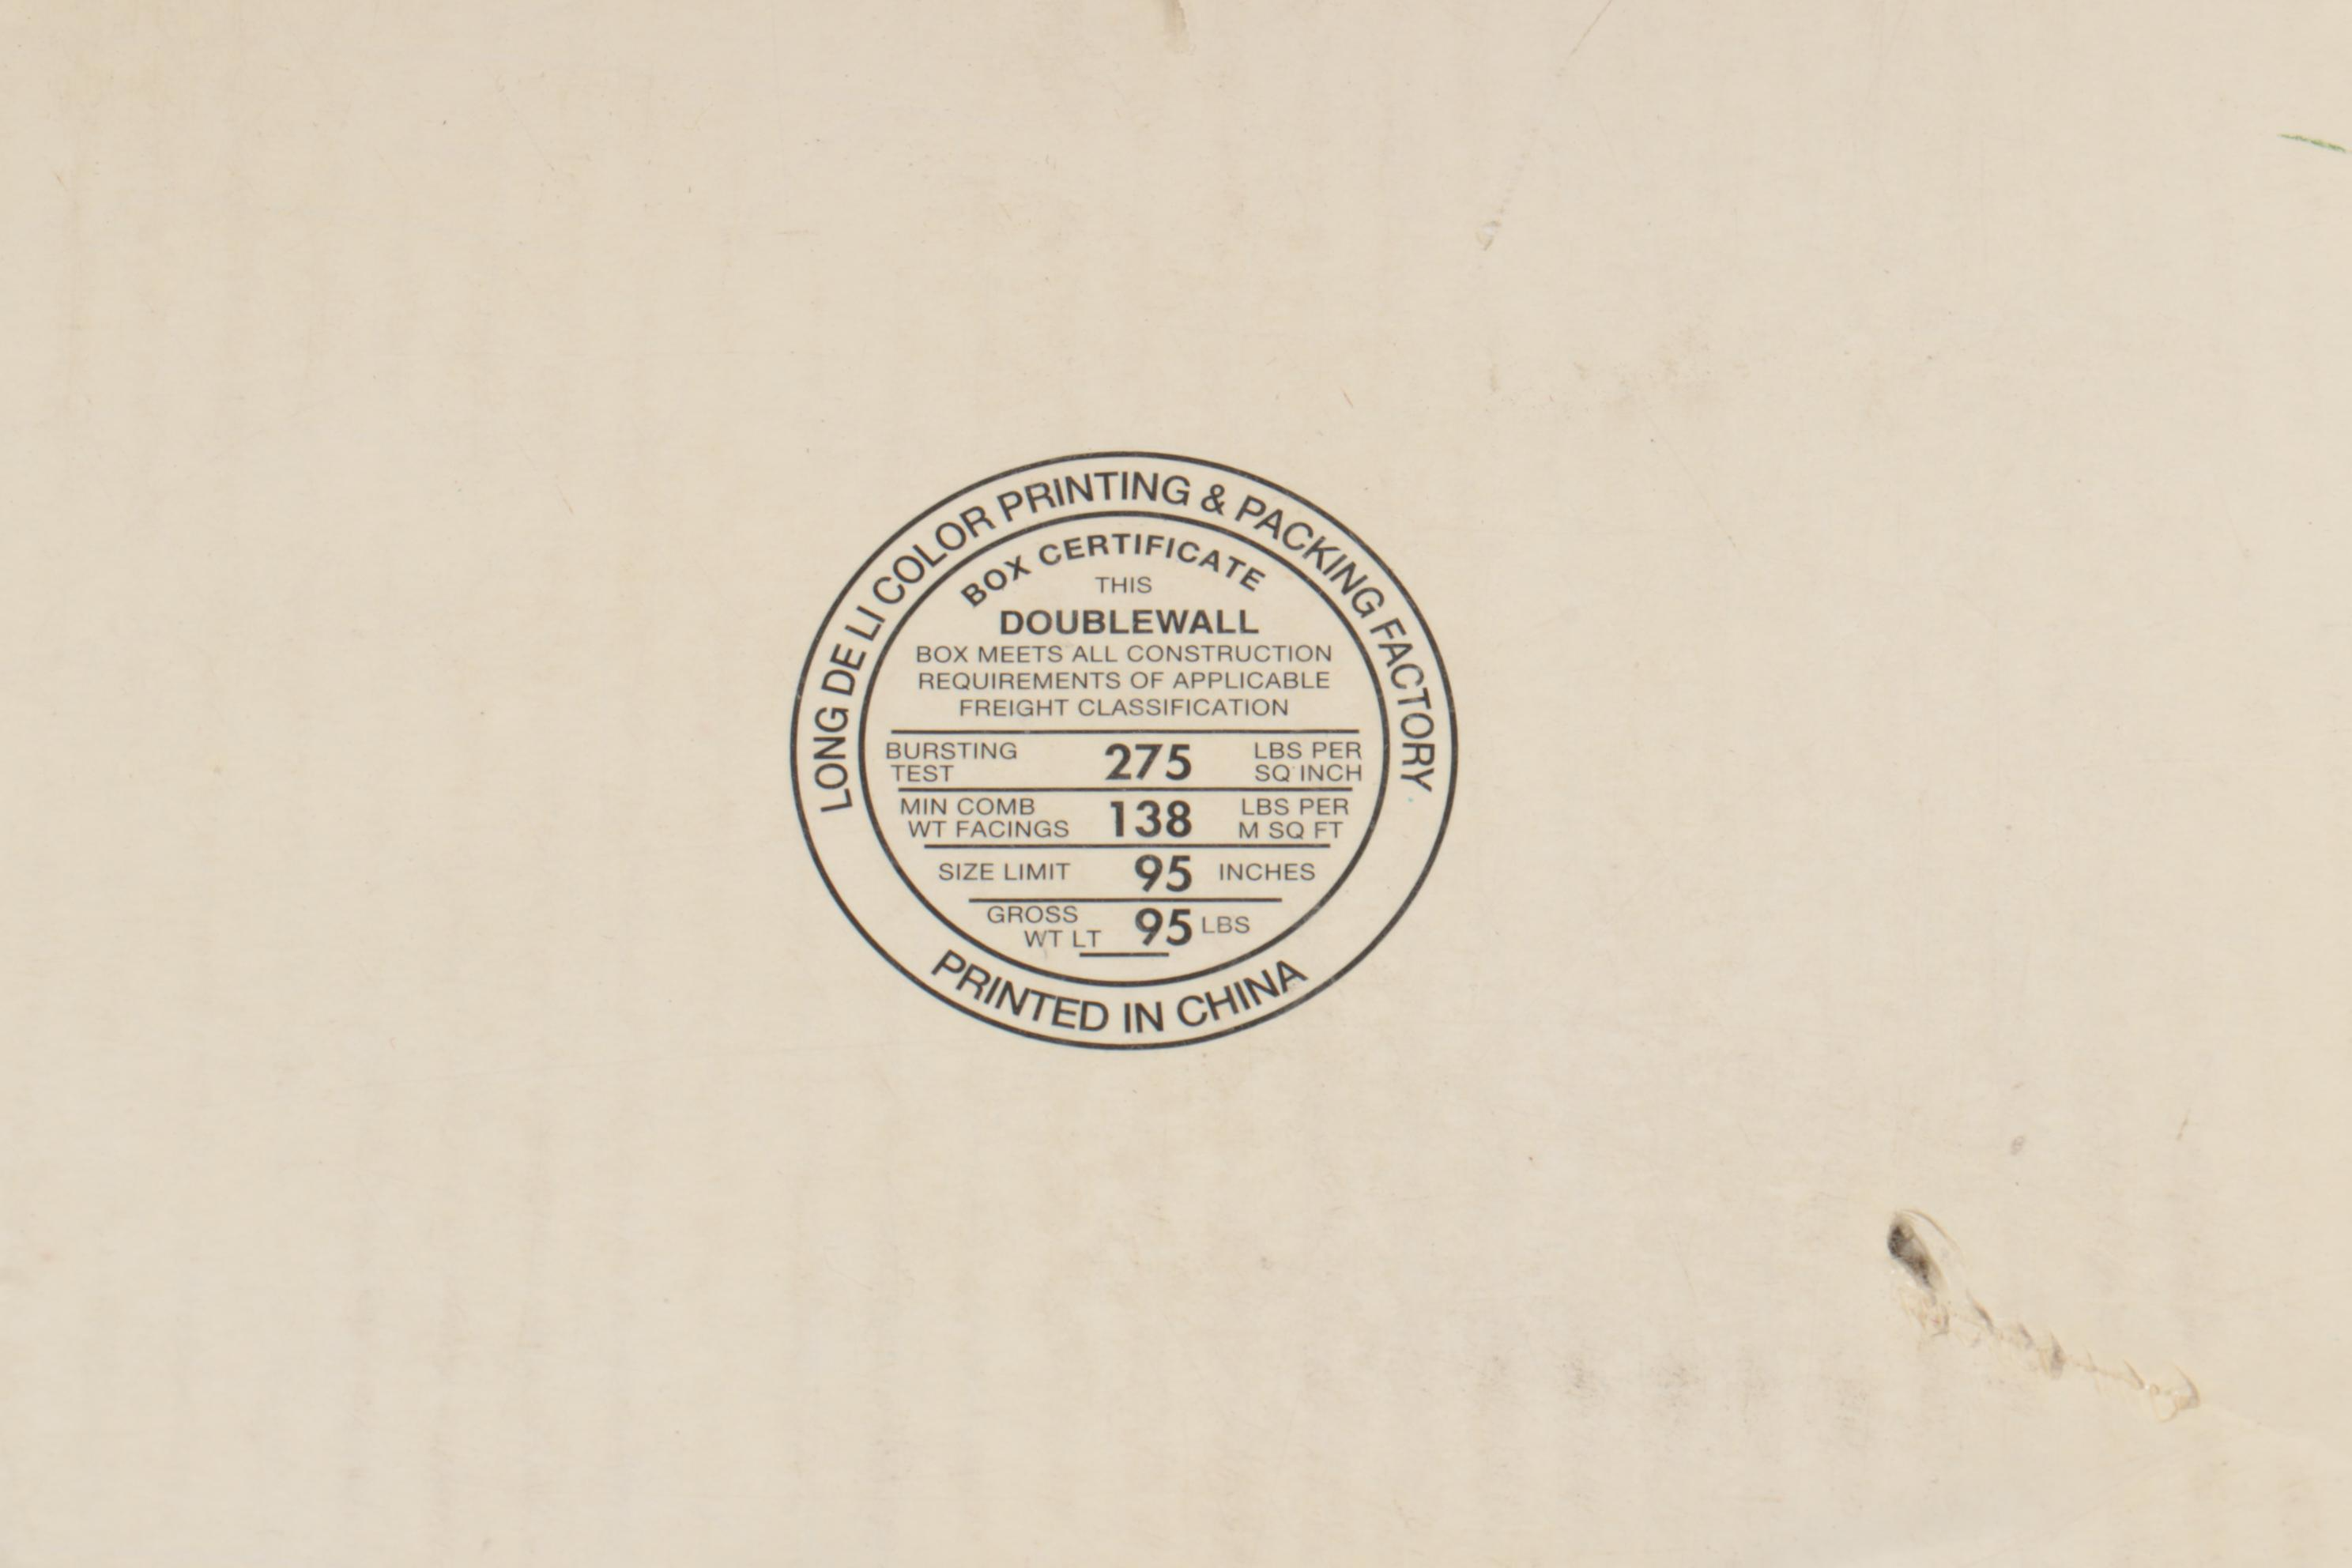 LONG DE LI COLOR PRINTING & PACKING FACTORY
BOX CERTIFICATE
THIS
DOUBLEWALL
BOX MEETS ALL CONSTRUCTION
REQUIREMENTS OF APPLICABLE
FREIGHT CLASSIFICATION
BURSTING TEST 275 LBS PER SQ INCH
MIN COMB WT FACINGS 138 LBS PER M SQ FT
SIZE LIMIT 95 INCHES
GROSS WT LT 95 LBS
PRINTED IN CHINA